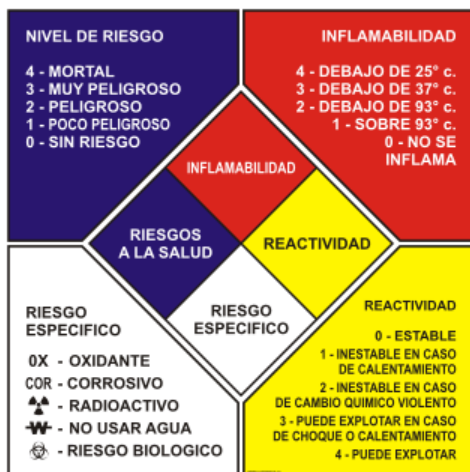 NIVEL DE RIESGO
4 - MORTAL
3 - MUY PELIGROSO
2 - PELIGROSO
1 - POCO PELIGROSO
0 - SIN RIESGO
INFLAMABILIDAD
4 - DEBAJO DE 25° c.
3 - DEBAJO DE 37° c.
2 - DEBAJO DE 93° c.
1 - SOBRE 93° c.
0 - NO SE
INFLAMA
INFLAMABILIDAD
RIESGOS
A LA SALUD
REACTIVIDAD
RIESGO
ESPECIFICO
RIESGO
ESPECIFICO
0X - OXIDANTE
COR - CORROSIVO
- RADIOACTIVO
W - NO USAR AGUA
- RIESGO BIOLOGICO
REACTIVIDAD
0 - ESTABLE
1 - INESTABLE EN CASO
DE CALENTAMIENTO
2 - INESTABLE EN CASO
DE CAMBIO QUIMICO VIOLENTO
3 - PUEDE EXPLOTAR EN CASO
DE CHOQUE O CALENTAMIENTO
4 - PUEDE EXPLOTAR